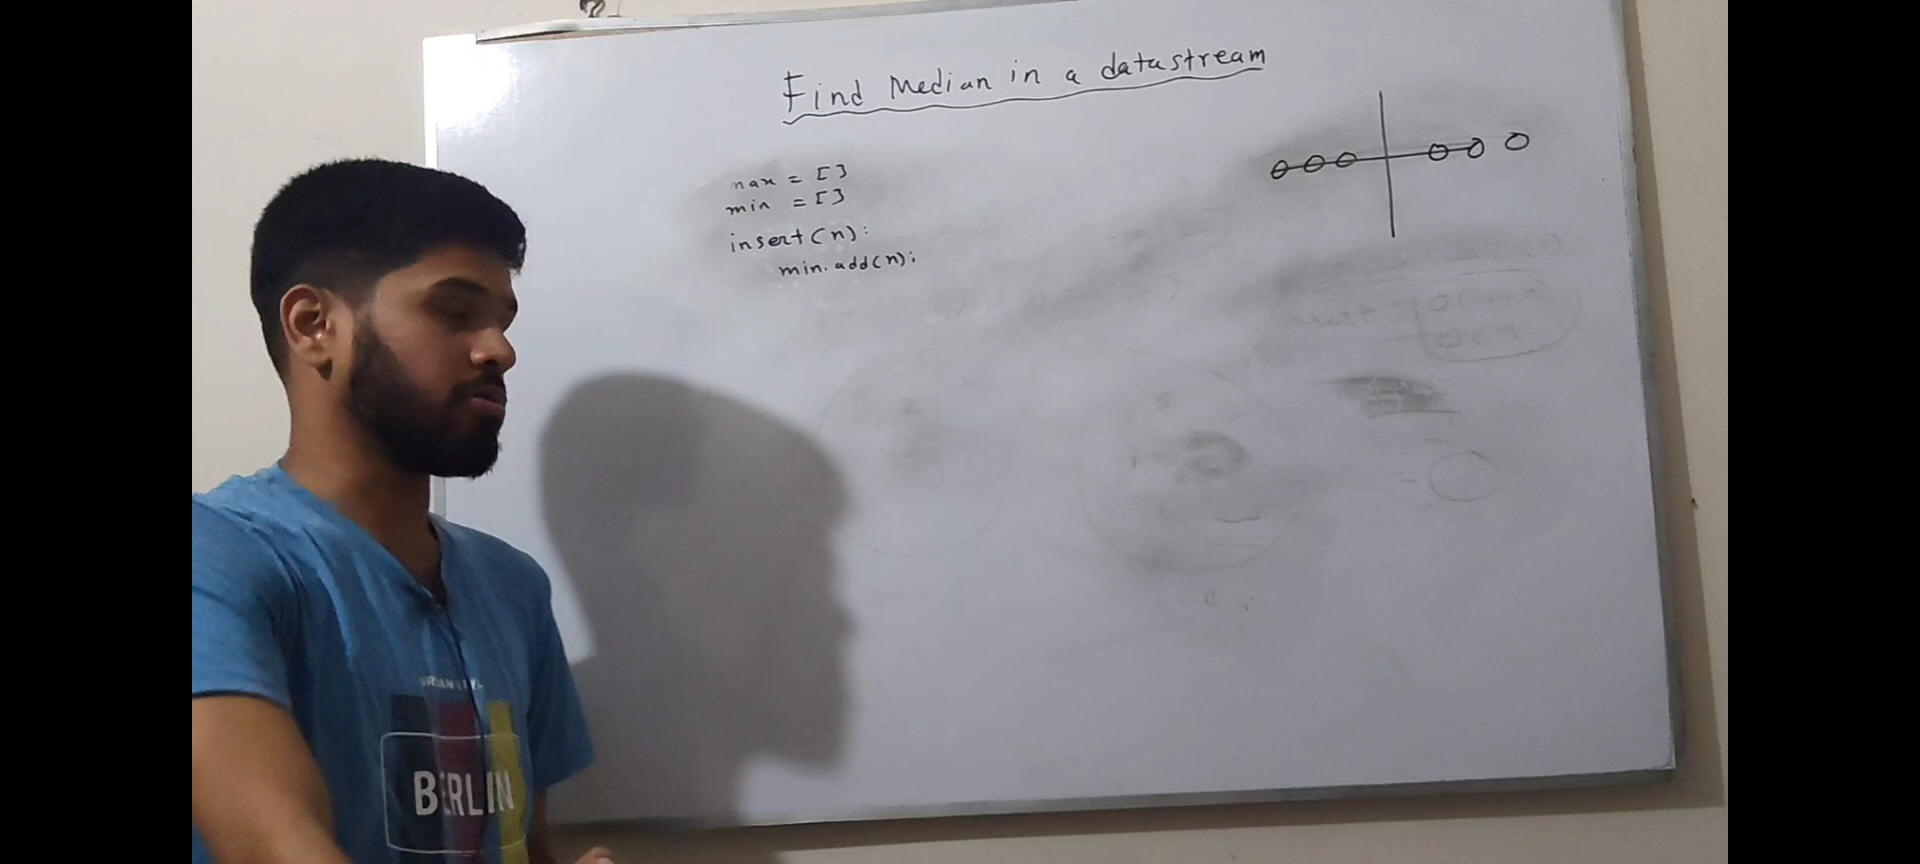 Find Median in a datastream
max = []
min = []
insert(n):
min.add(n);
BERLIN